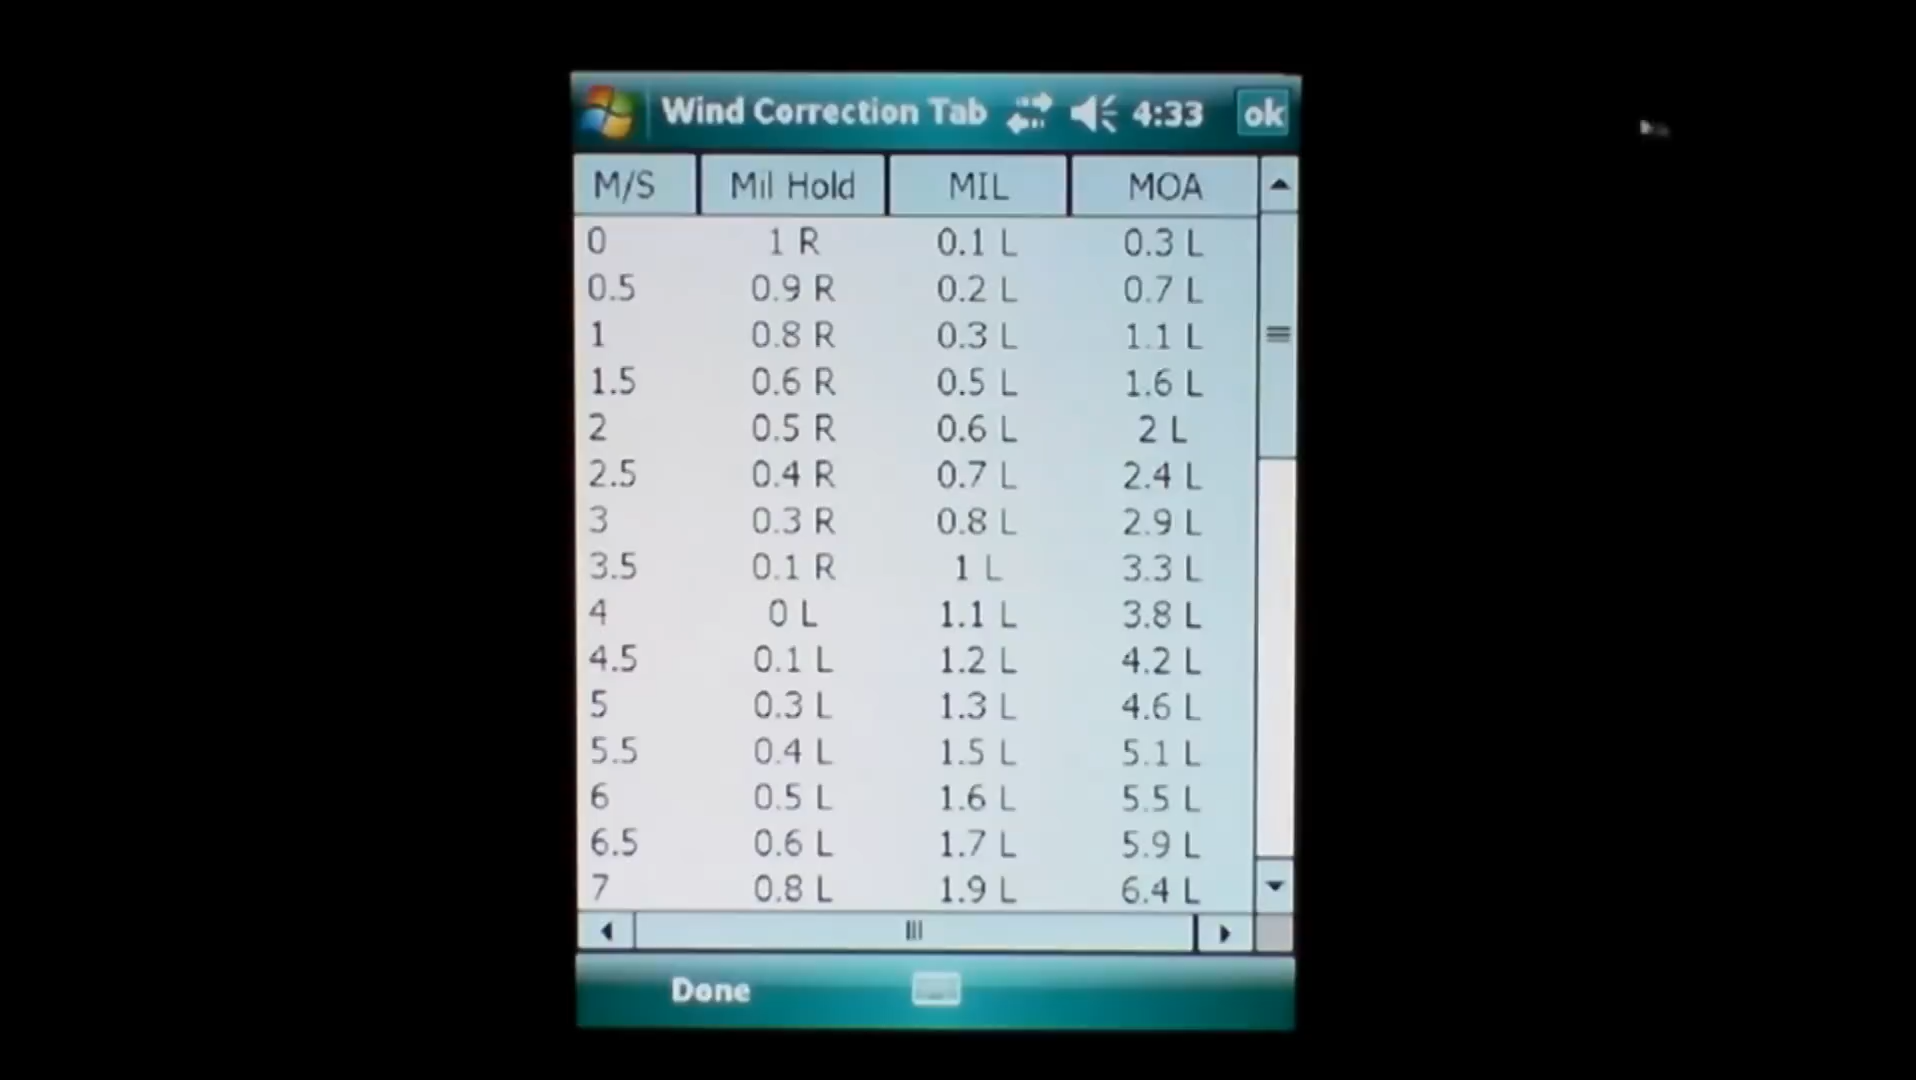 Wind Correction Tab 4:33 ok
M/S Mil Hold MIL MOA
0 1 R 0.1 L 0.3 L
0.5 0.9 R 0.2 L 0.7 L
1 0.8 R 0.3 L 1.1 L
1.5 0.6 R 0.5 L 1.6 L
2 0.5 R 0.6 L 2 L
2.5 0.4 R 0.7 L 2.4 L
3 0.3 R 0.8 L 2.9 L
3.5 0.1 R 1 L 3.3 L
4 0 L 1.1 L 3.8 L
4.5 0.1 L 1.2 L 4.2 L
5 0.3 L 1.3 L 4.6 L
5.5 0.4 L 1.5 L 5.1 L
6 0.5 L 1.6 L 5.5 L
6.5 0.6 L 1.7 L 5.9 L
7 0.8 L 1.9 L 6.4 L
Done